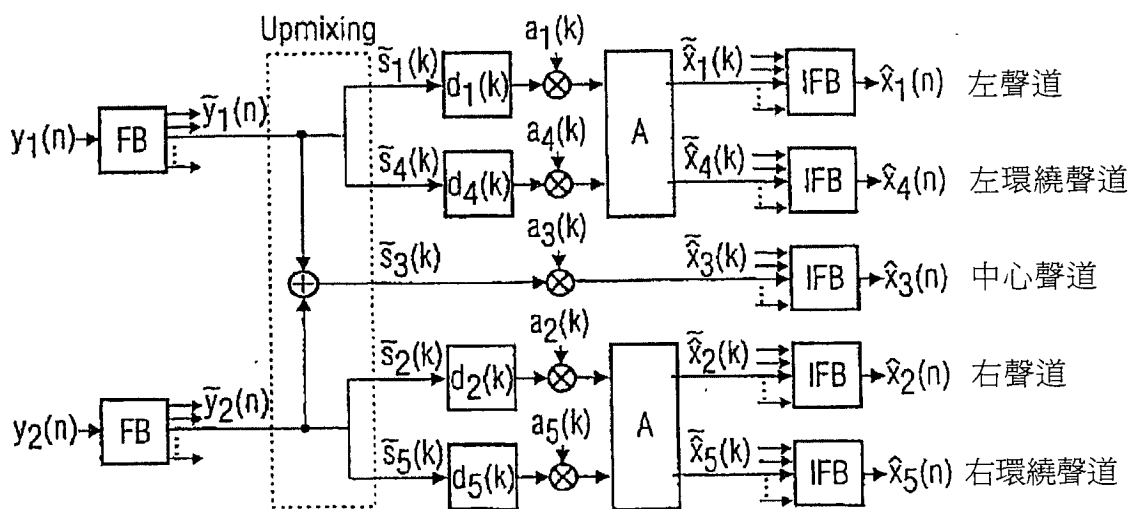 Upmixing
y₁(n) FB ỹ₁(n) s̃₁(k) d₁(k) a₁(k) A x̃̂₁(k) IFB x̂₁(n) 左聲道
s̃₄(k) d₄(k) a₄(k) x̃̂₄(k) IFB x̂₄(n) 左環繞聲道
s̃₃(k) a₃(k) x̃̂₃(k) IFB x̂₃(n) 中心聲道
s̃₂(k) d₂(k) a₂(k) A x̃̂₂(k) IFB x̂₂(n) 右聲道
y₂(n) FB ỹ₂(n) s̃₅(k) d₅(k) a₅(k) x̃̂₅(k) IFB x̂₅(n) 右環繞聲道